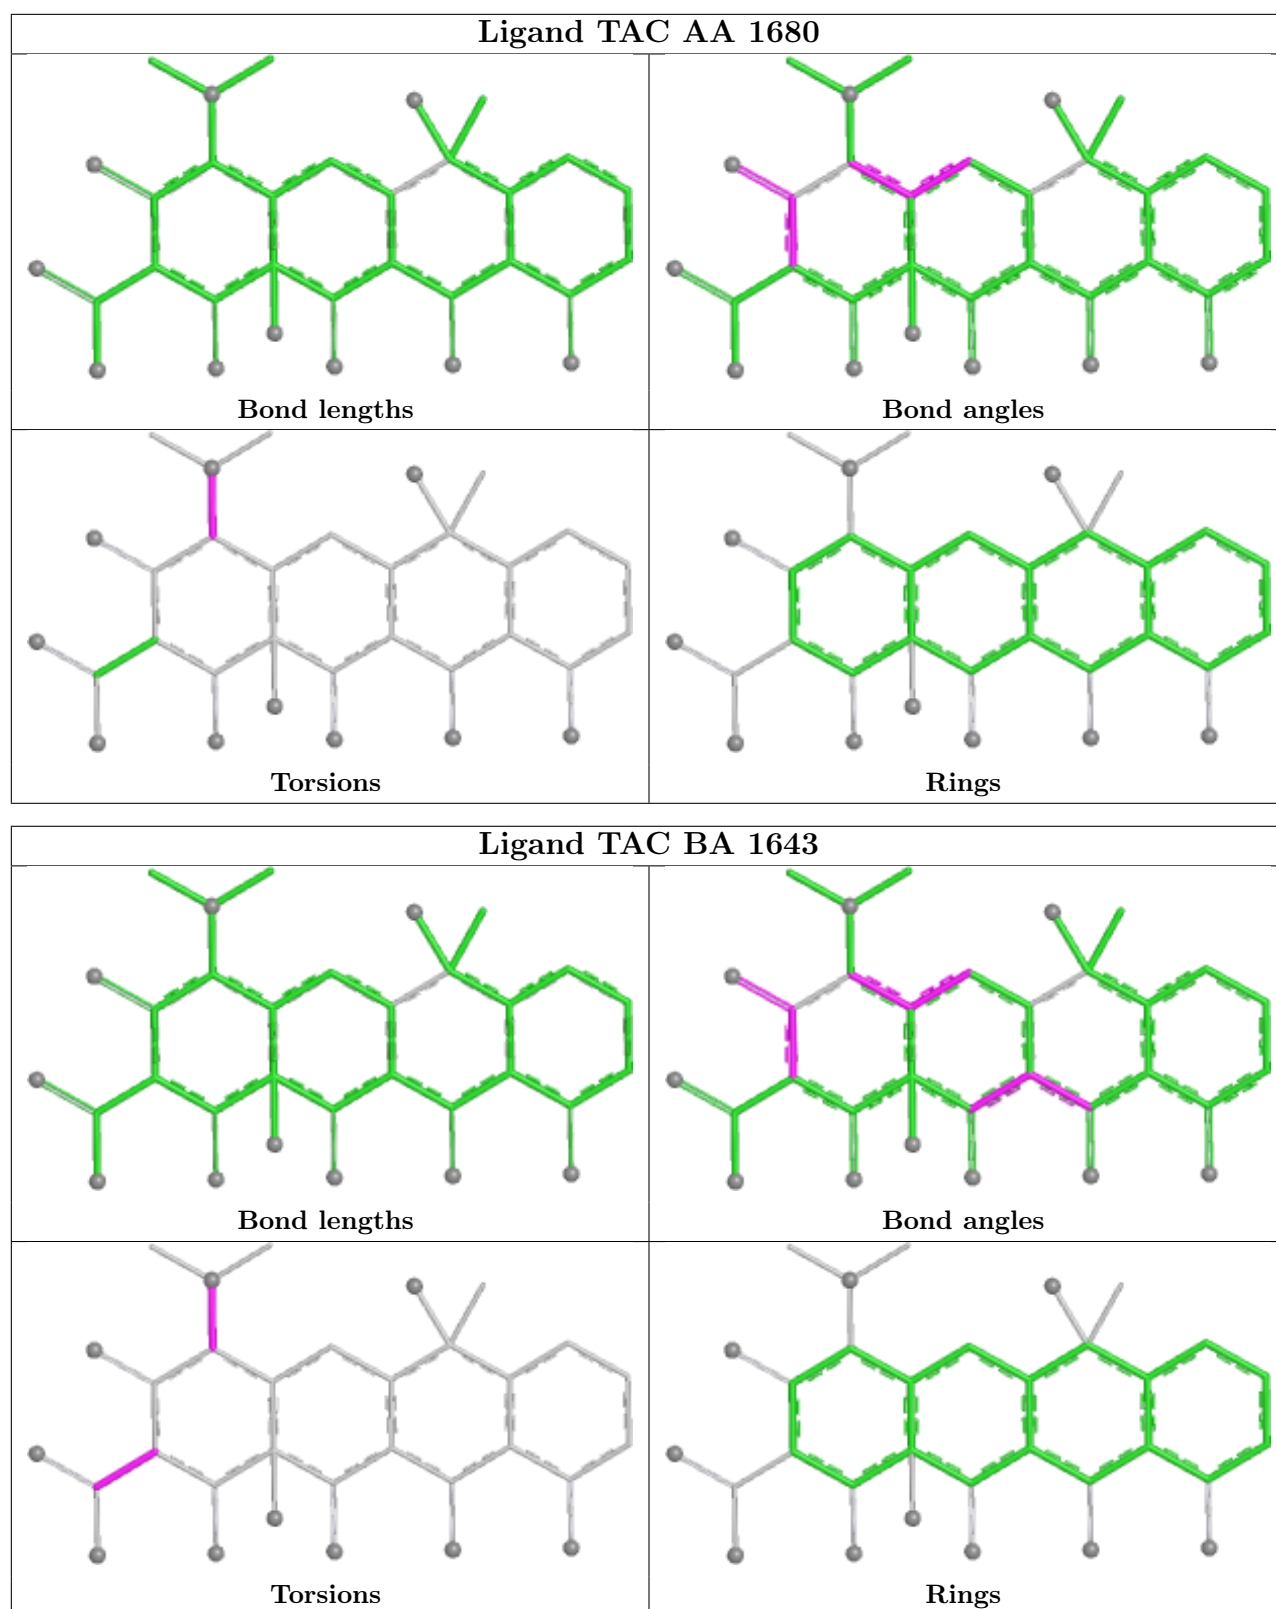 Ligand TAC AA 1680
Bond lengths
Bond angles
Torsions
Rings
Ligand TAC BA 1643
Bond lengths
Bond angles
Torsions
Rings